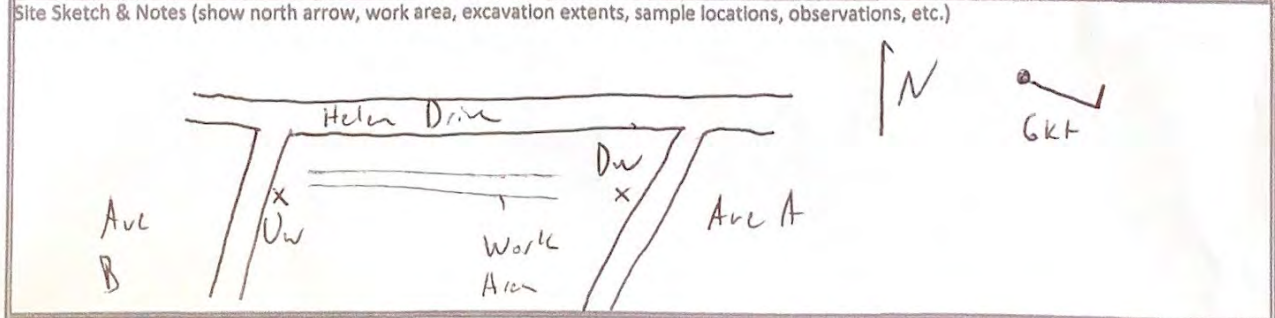 Site Sketch & Notes (show north arrow, work area, excavation extents, sample locations, observations, etc.)
N
6kt
Helen Drive
DW
x
x
UW
Ave
B
Ave A
Work
Area